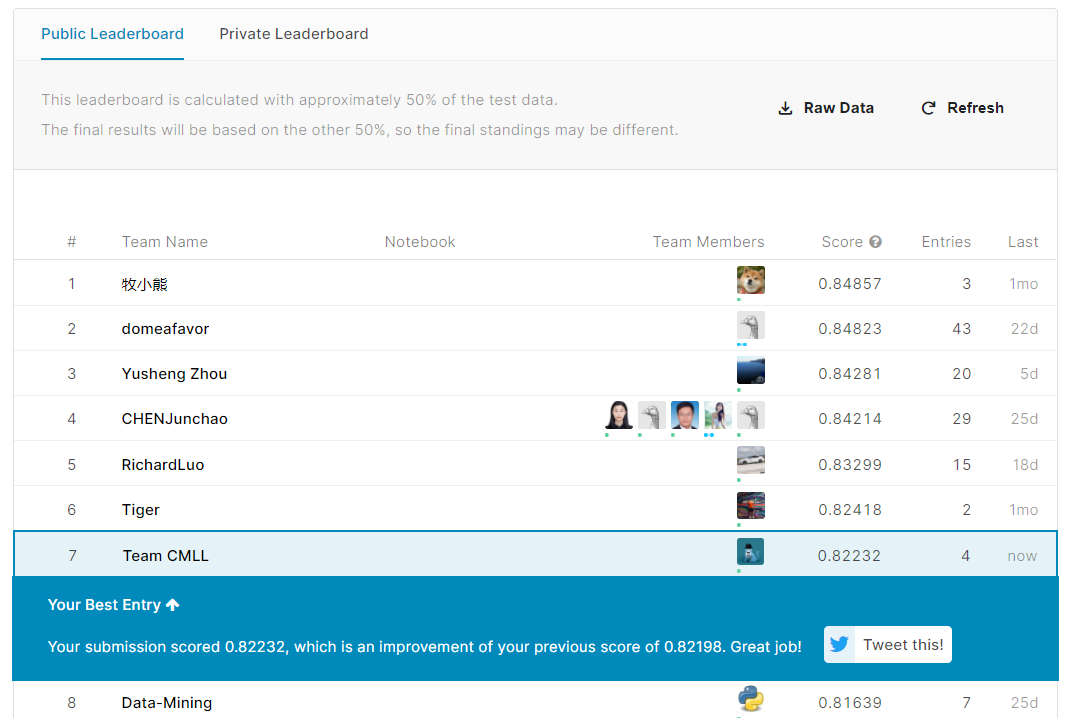 Public Leaderboard Private Leaderboard
This leaderboard is calculated with approximately 50% of the test data.
The final results will be based on the other 50%, so the final standings may be different.
Raw Data Refresh
# Team Name Notebook Team Members Score ? Entries Last
1 牧小熊 0.84857 3 1mo
2 domeafavor 0.84823 43 22d
3 Yusheng Zhou 0.84281 20 5d
4 CHENJunchao 0.84214 29 25d
5 RichardLuo 0.83299 15 18d
6 Tiger 0.82418 2 1mo
7 Team CMLL 0.82232 4 now
Your Best Entry
Your submission scored 0.82232, which is an improvement of your previous score of 0.82198. Great job! Tweet this!
8 Data-Mining 0.81639 7 25d